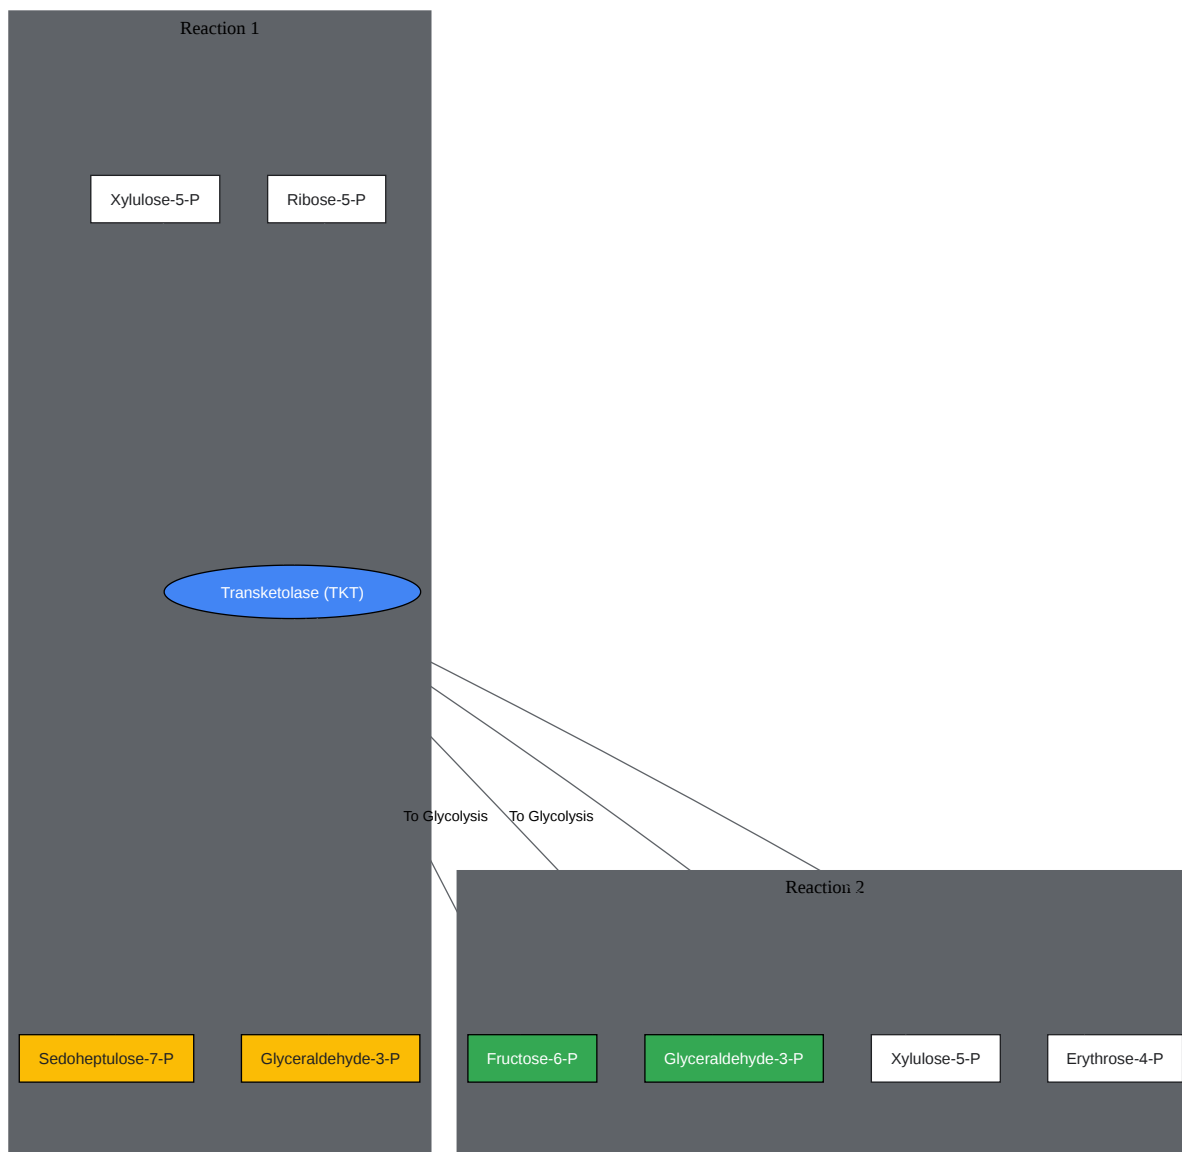 Reaction 1
Xylulose-5-P
Ribose-5-P
Transketolase (TKT)
To Glycolysis
To Glycolysis
Reaction 2
Sedoheptulose-7-P
Glyceraldehyde-3-P
Fructose-6-P
Glyceraldehyde-3-P
Xylulose-5-P
Erythrose-4-P